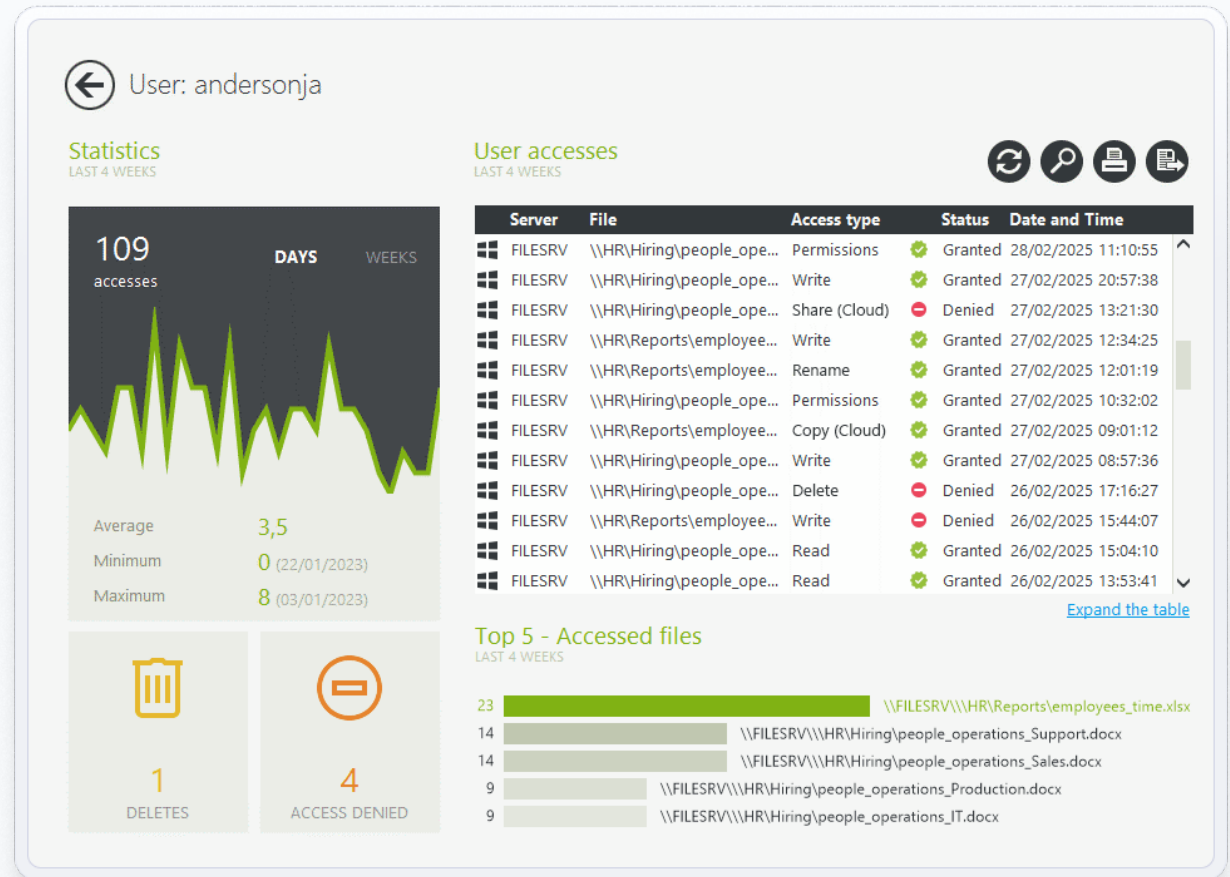 User: andersonja
Statistics
LAST 4 WEEKS
109
accesses
DAYS
WEEKS
Average 3,5
Minimum 0 (22/01/2023)
Maximum 8 (03/01/2023)
1
DELETES
4
ACCESS DENIED
User accesses
LAST 4 WEEKS
Server File Access type Status Date and Time
FILESRV \\HR\Hiring\people_ope... Permissions Granted 28/02/2025 11:10:55
FILESRV \\HR\Hiring\people_ope... Write Granted 27/02/2025 20:57:38
FILESRV \\HR\Hiring\people_ope... Share (Cloud) Denied 27/02/2025 13:21:30
FILESRV \\HR\Reports\employee... Write Granted 27/02/2025 12:34:25
FILESRV \\HR\Reports\employee... Rename Granted 27/02/2025 12:01:19
FILESRV \\HR\Hiring\people_ope... Permissions Granted 27/02/2025 10:32:02
FILESRV \\HR\Reports\employee... Copy (Cloud) Granted 27/02/2025 09:01:12
FILESRV \\HR\Hiring\people_ope... Write Granted 27/02/2025 08:57:36
FILESRV \\HR\Hiring\people_ope... Delete Denied 26/02/2025 17:16:27
FILESRV \\HR\Reports\employee... Write Denied 26/02/2025 15:44:07
FILESRV \\HR\Hiring\people_ope... Read Granted 26/02/2025 15:04:10
FILESRV \\HR\Hiring\people_ope... Read Granted 26/02/2025 13:53:41
Expand the table
Top 5 - Accessed files
LAST 4 WEEKS
23 \\FILESRV\\\HR\Reports\employees_time.xlsx
14 \\FILESRV\\\HR\Hiring\people_operations_Support.docx
14 \\FILESRV\\\HR\Hiring\people_operations_Sales.docx
9 \\FILESRV\\\HR\Hiring\people_operations_Production.docx
9 \\FILESRV\\\HR\Hiring\people_operations_IT.docx